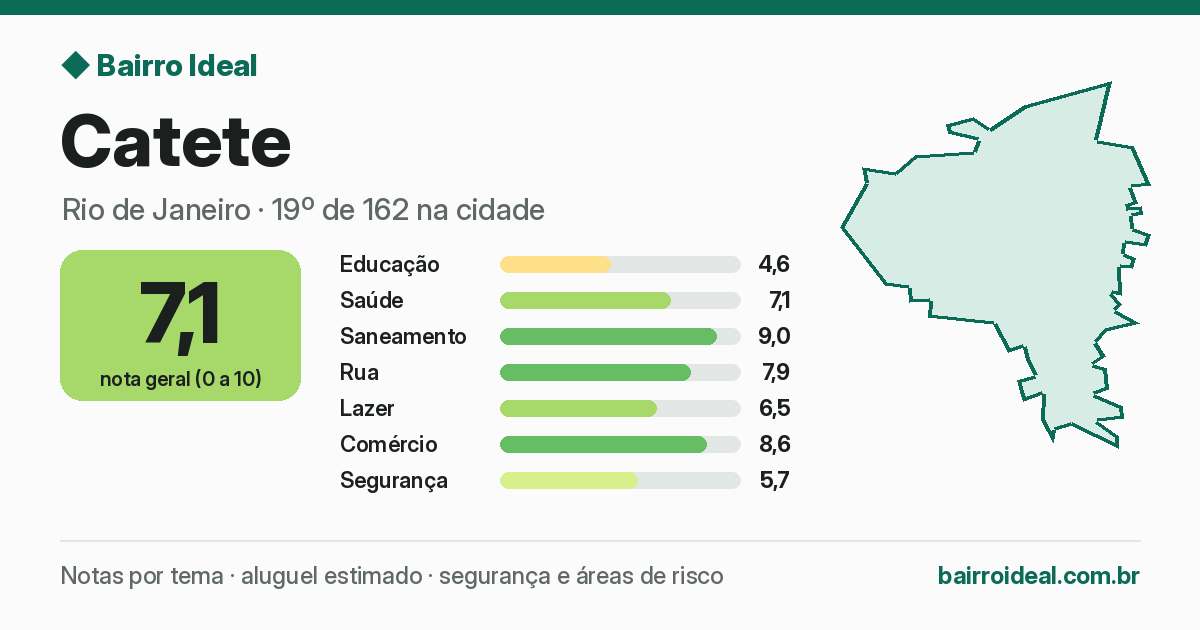 Bairro Ideal
Catete
Rio de Janeiro · 19º de 162 na cidade
7,1
nota geral (0 a 10)
Educação 4,6
Saúde 7,1
Saneamento 9,0
Rua 7,9
Lazer 6,5
Comércio 8,6
Segurança 5,7
Notas por tema · aluguel estimado · segurança e áreas de risco
bairroideal.com.br